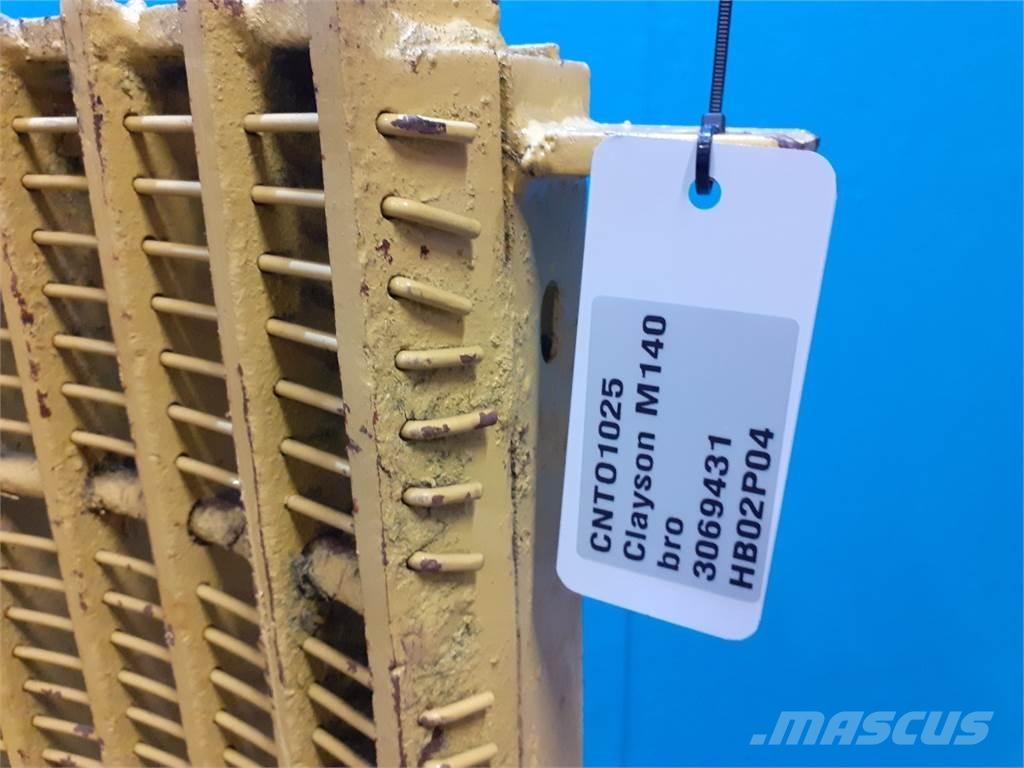 CNTO1025
Clayson M140
bro
3069431
HB02P04
MASCUS